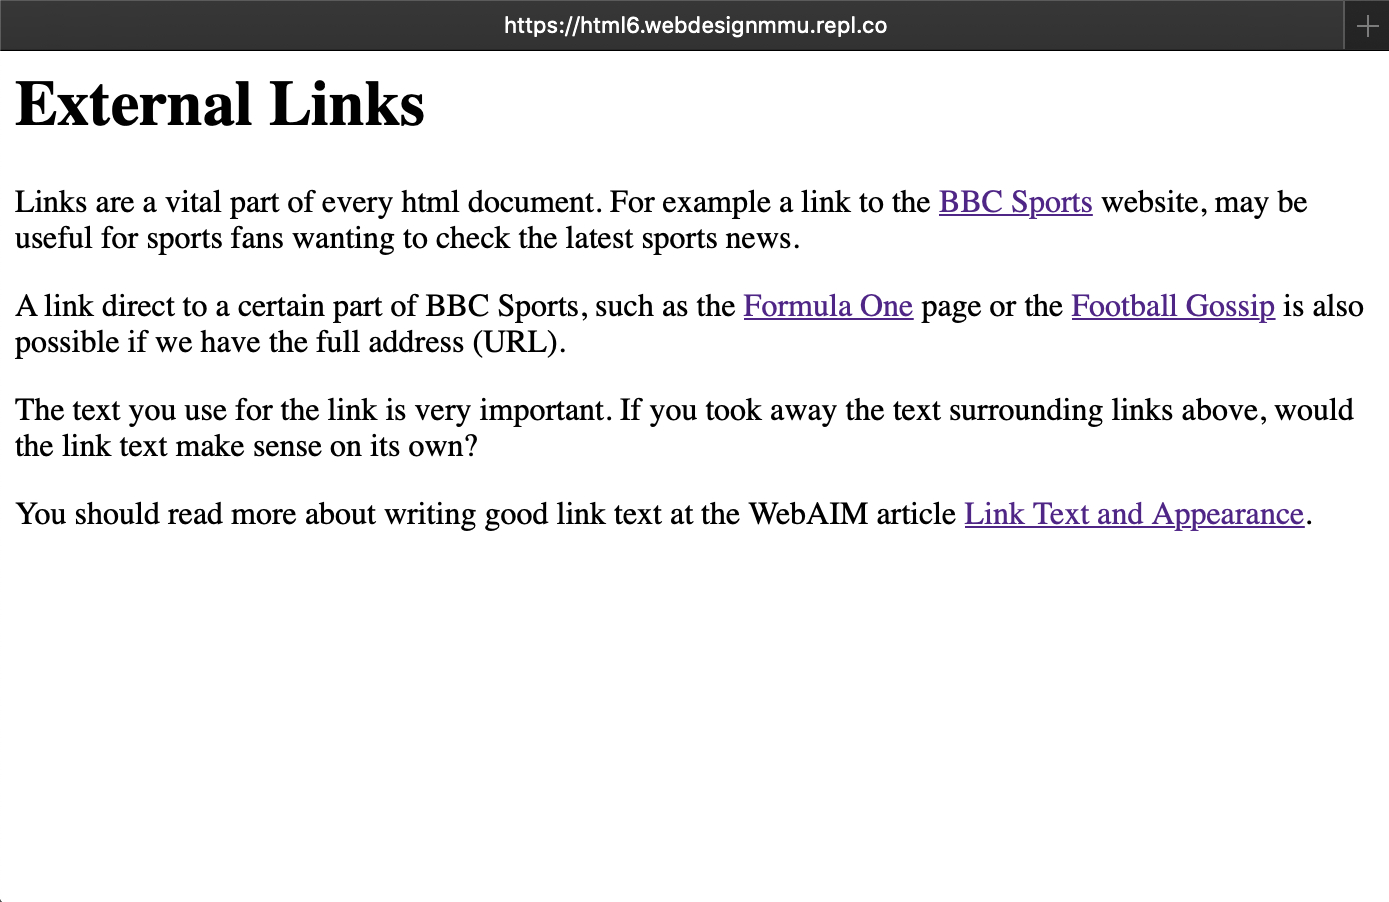 https://html6.webdesignmmu.repl.co
External Links
Links are a vital part of every html document. For example a link to the BBC Sports website, may be
useful for sports fans wanting to check the latest sports news.
A link direct to a certain part of BBC Sports, such as the Formula One page or the Football Gossip is also
possible if we have the full address (URL).
The text you use for the link is very important. If you took away the text surrounding links above, would
the link text make sense on its own?
You should read more about writing good link text at the WebAIM article Link Text and Appearance.